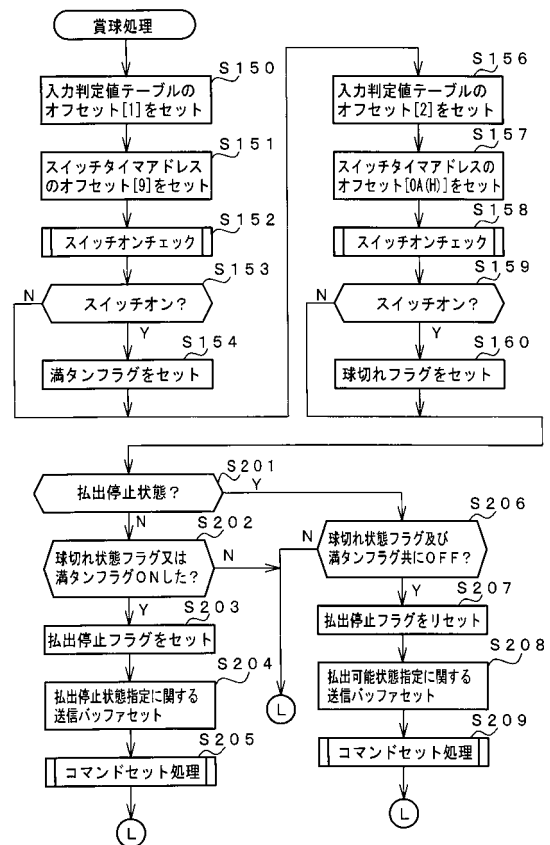 賞球処理
S150
入力判定値テーブルの
オフセット[1]をセット
S151
スイッチタイマアドレス
のオフセット[9]をセット
S152
スイッチオンチェック
S153
N
スイッチオン?
Y
S154
満タンフラグをセット
S156
入力判定値テーブルの
オフセット[2]をセット
S157
スイッチタイマアドレスの
オフセット[0A(H)]をセット
S158
スイッチオンチェック
S159
N
スイッチオン?
Y
S160
球切れフラグをセット
S201
払出停止状態?
Y
N
S202
球切れ状態フラグ又は
満タンフラグONした?
N
Y
S203
払出停止フラグをセット
S204
払出停止状態指定に関する
送信バッファセット
S205
コマンドセット処理
L
L
S206
N
球切れ状態フラグ及び
満タンフラグ共にOFF?
Y
S207
払出停止フラグをリセット
S208
払出可能状態指定に関する
送信バッファセット
S209
コマンドセット処理
L